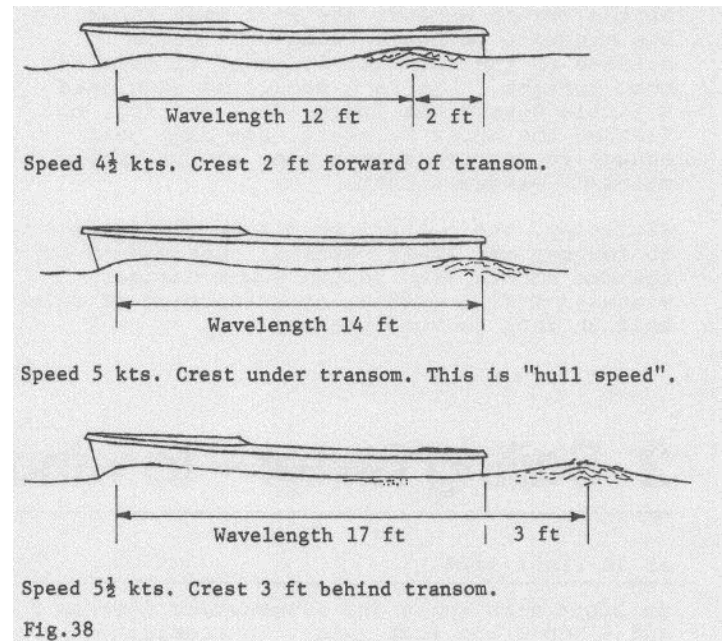 Wavelength 12 ft 2 ft
Speed 4½ kts. Crest 2 ft forward of transom.
Wavelength 14 ft
Speed 5 kts. Crest under transom. This is "hull speed".
Wavelength 17 ft 3 ft
Speed 5½ kts. Crest 3 ft behind transom.
Fig.38